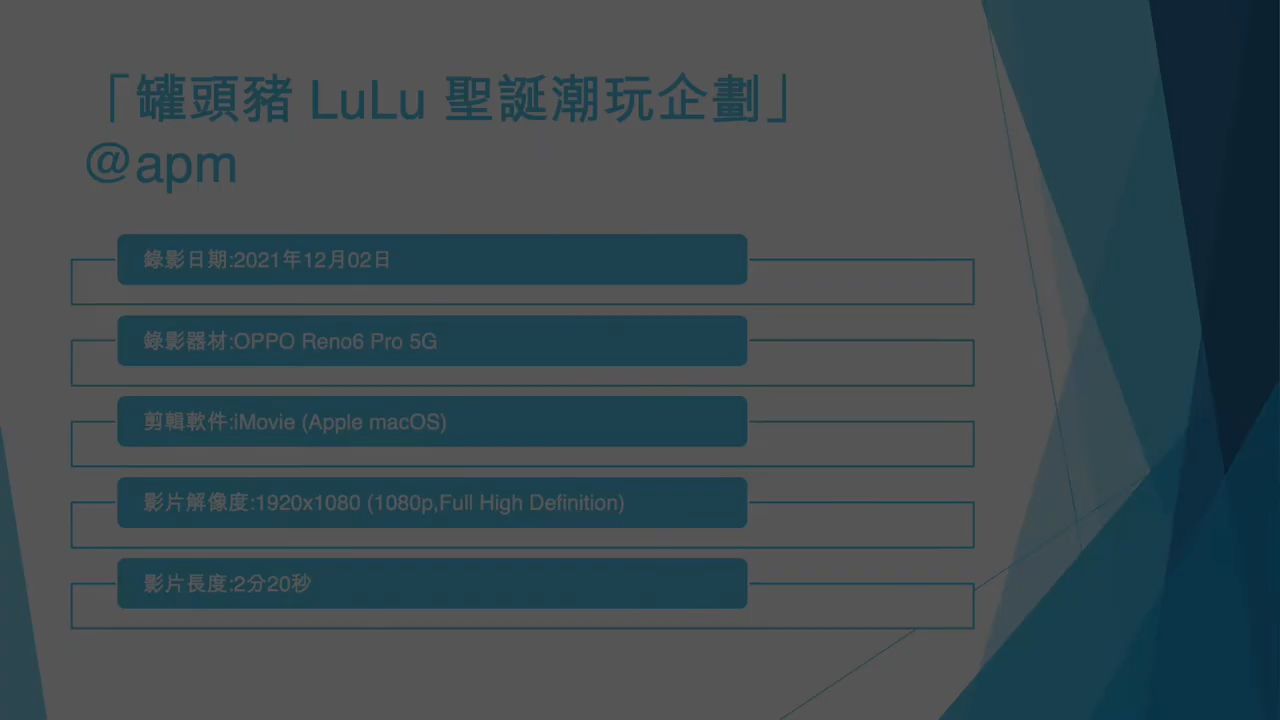 「罐頭豬 LuLu 聖誕潮玩企劃」
@apm
錄影日期:2021年12月02日
錄影器材:OPPO Reno6 Pro 5G
剪輯軟件:iMovie (Apple macOS)
影片解像度:1920x1080 (1080p,Full High Definition)
影片長度:2分20秒